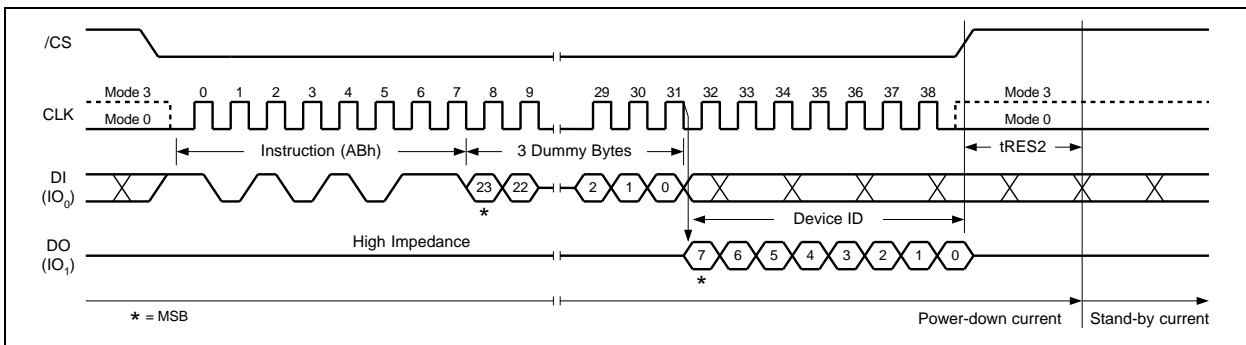 /CS
Mode 3 0 1 2 3 4 5 6 7 8 9 29 30 31 32 33 34 35 36 37 38 Mode 3
CLK
Mode 0 Mode 0
Instruction (ABh) 3 Dummy Bytes tRES2
DI
(IO0)
23 22 2 1 0
*
Device ID
High Impedance
DO
(IO1)
7 6 5 4 3 2 1 0
*
* = MSB
Power-down current Stand-by current